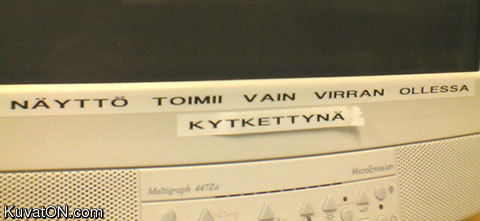 NÄYTTÖ TOIMII VAIN VIRRAN OLLESSA
KYTKETTYNÄ
MicroEmission
Multigraph 447Za
KuvatON.com